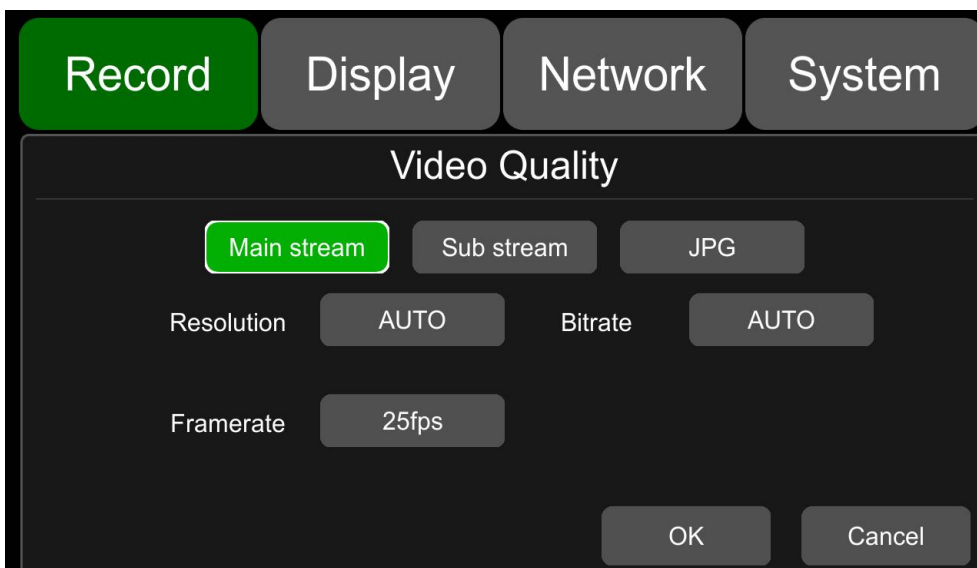 Record Display Network System
Video Quality
Main stream Sub stream JPG
Resolution AUTO Bitrate AUTO
Framerate 25fps
OK Cancel